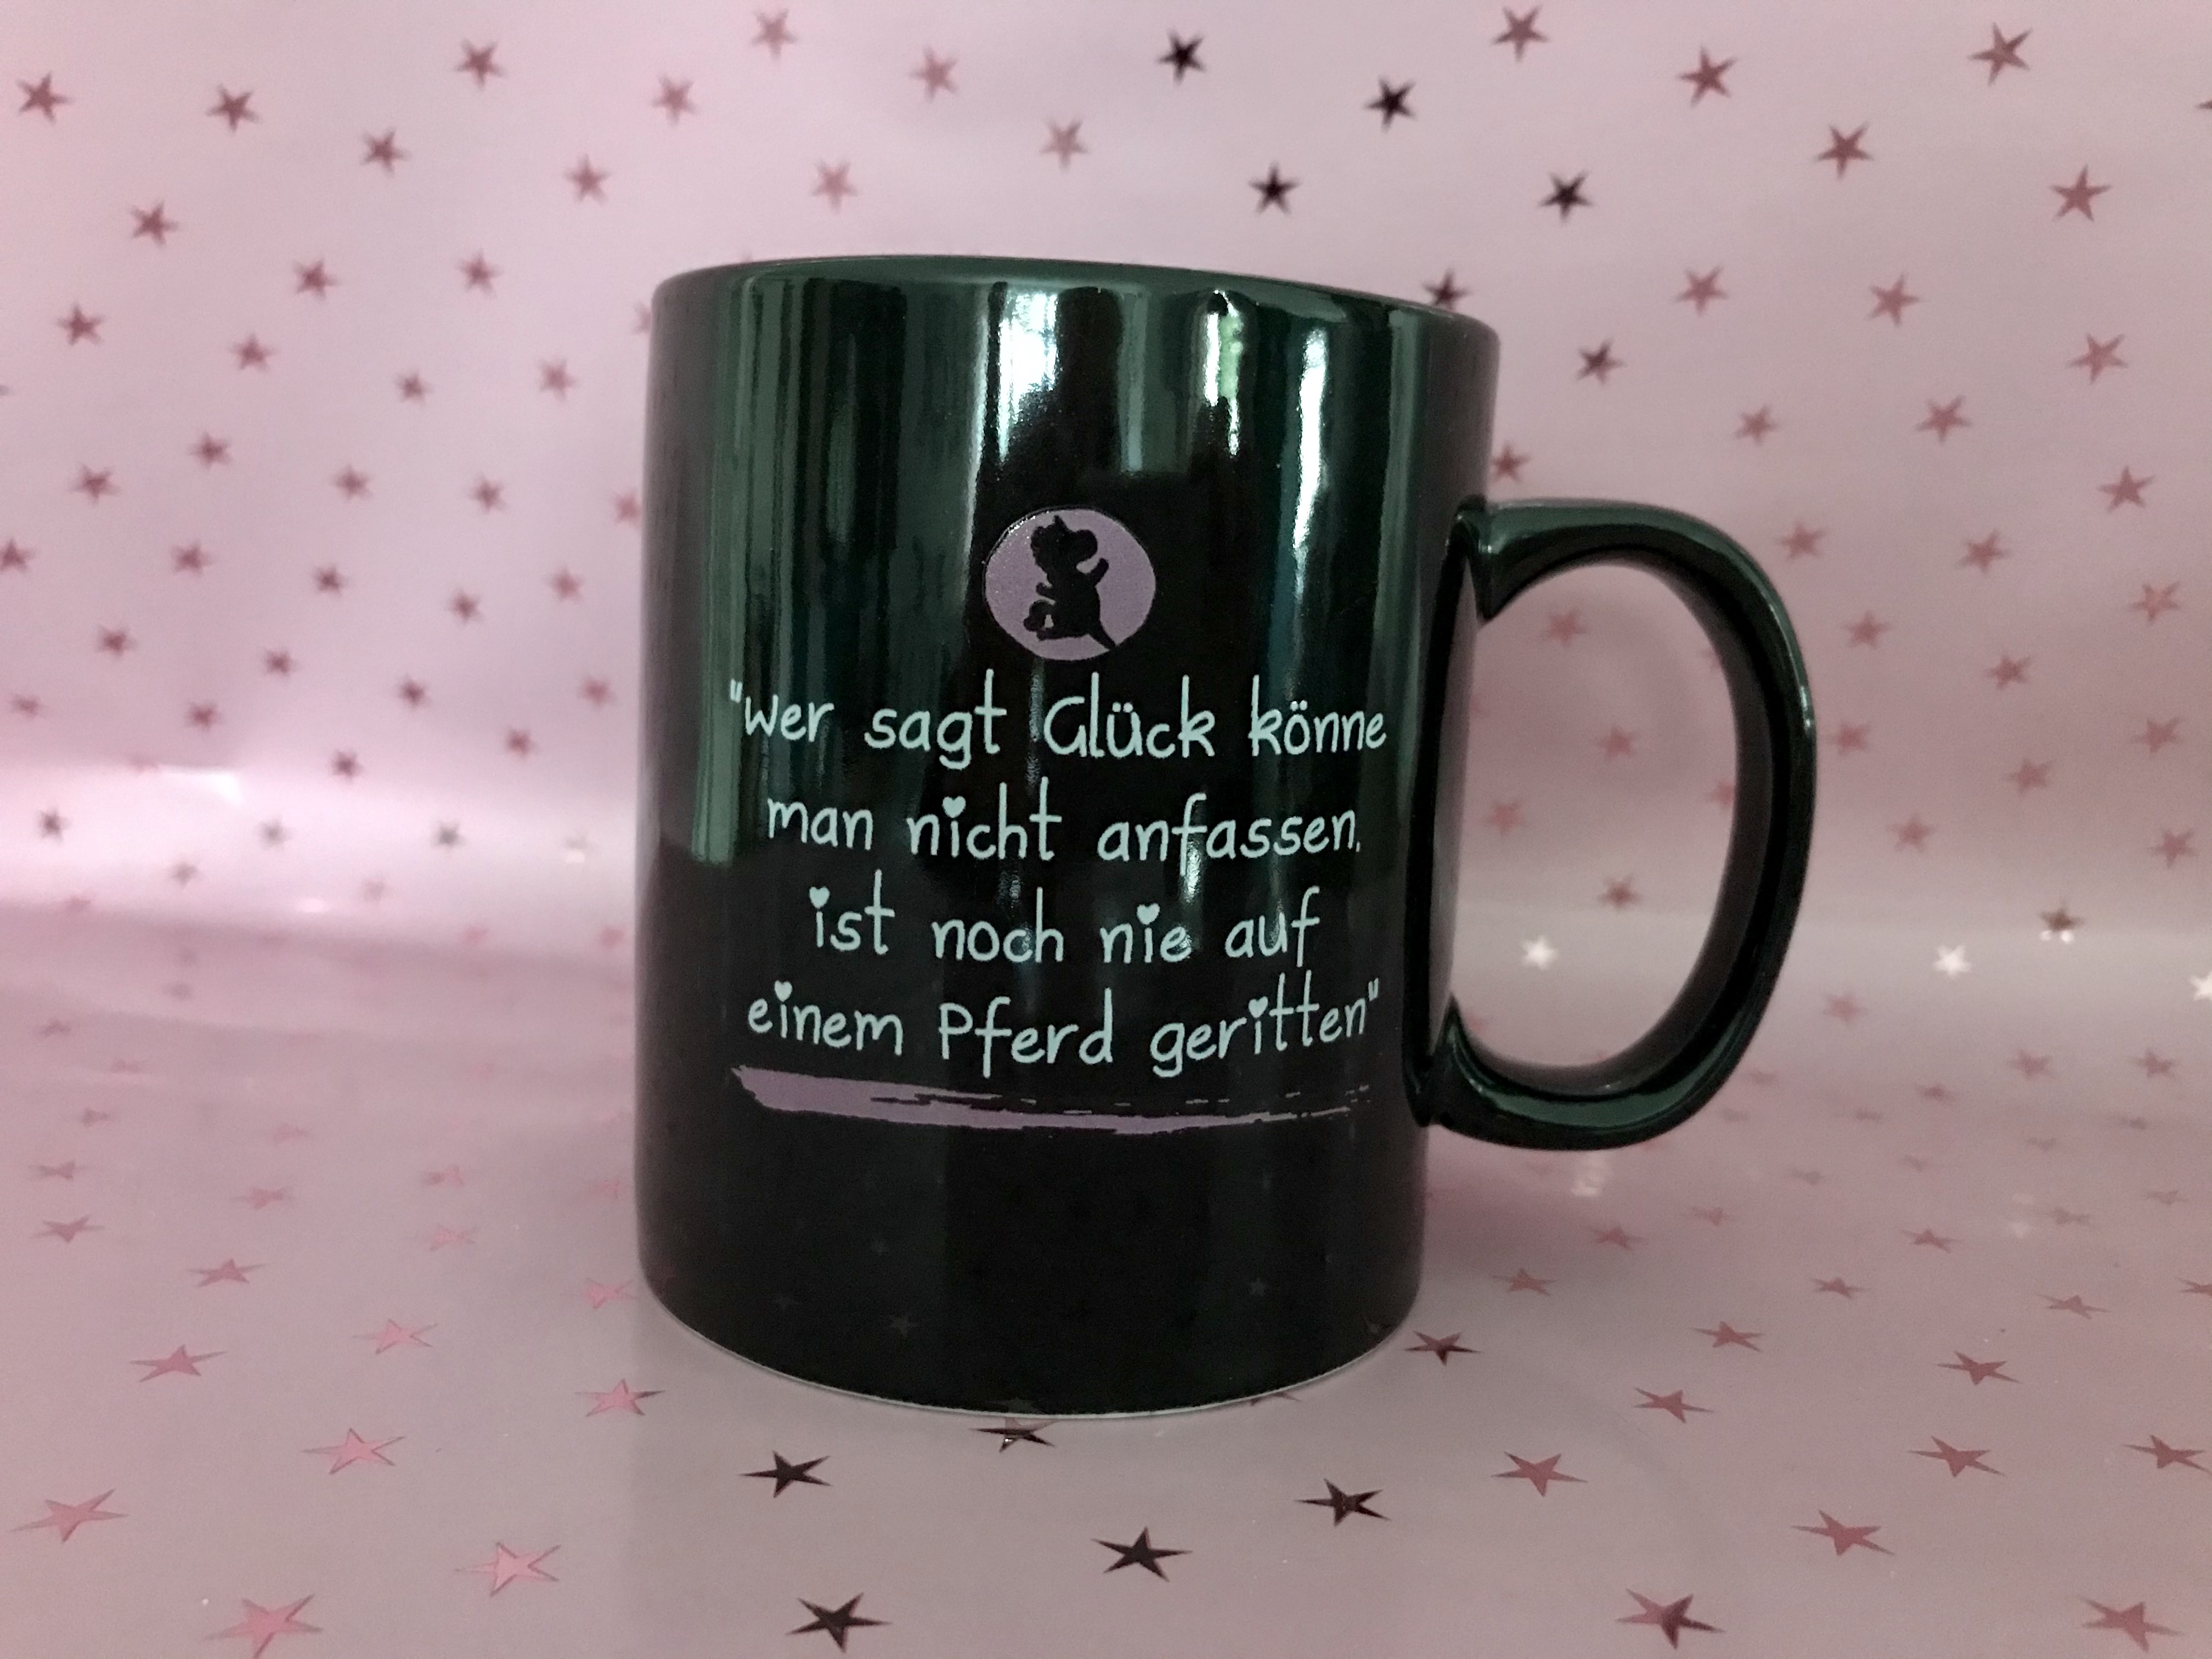 "Wer sagt Glück könne
man nicht anfassen,
ist noch nie auf
einem Pferd geritten"